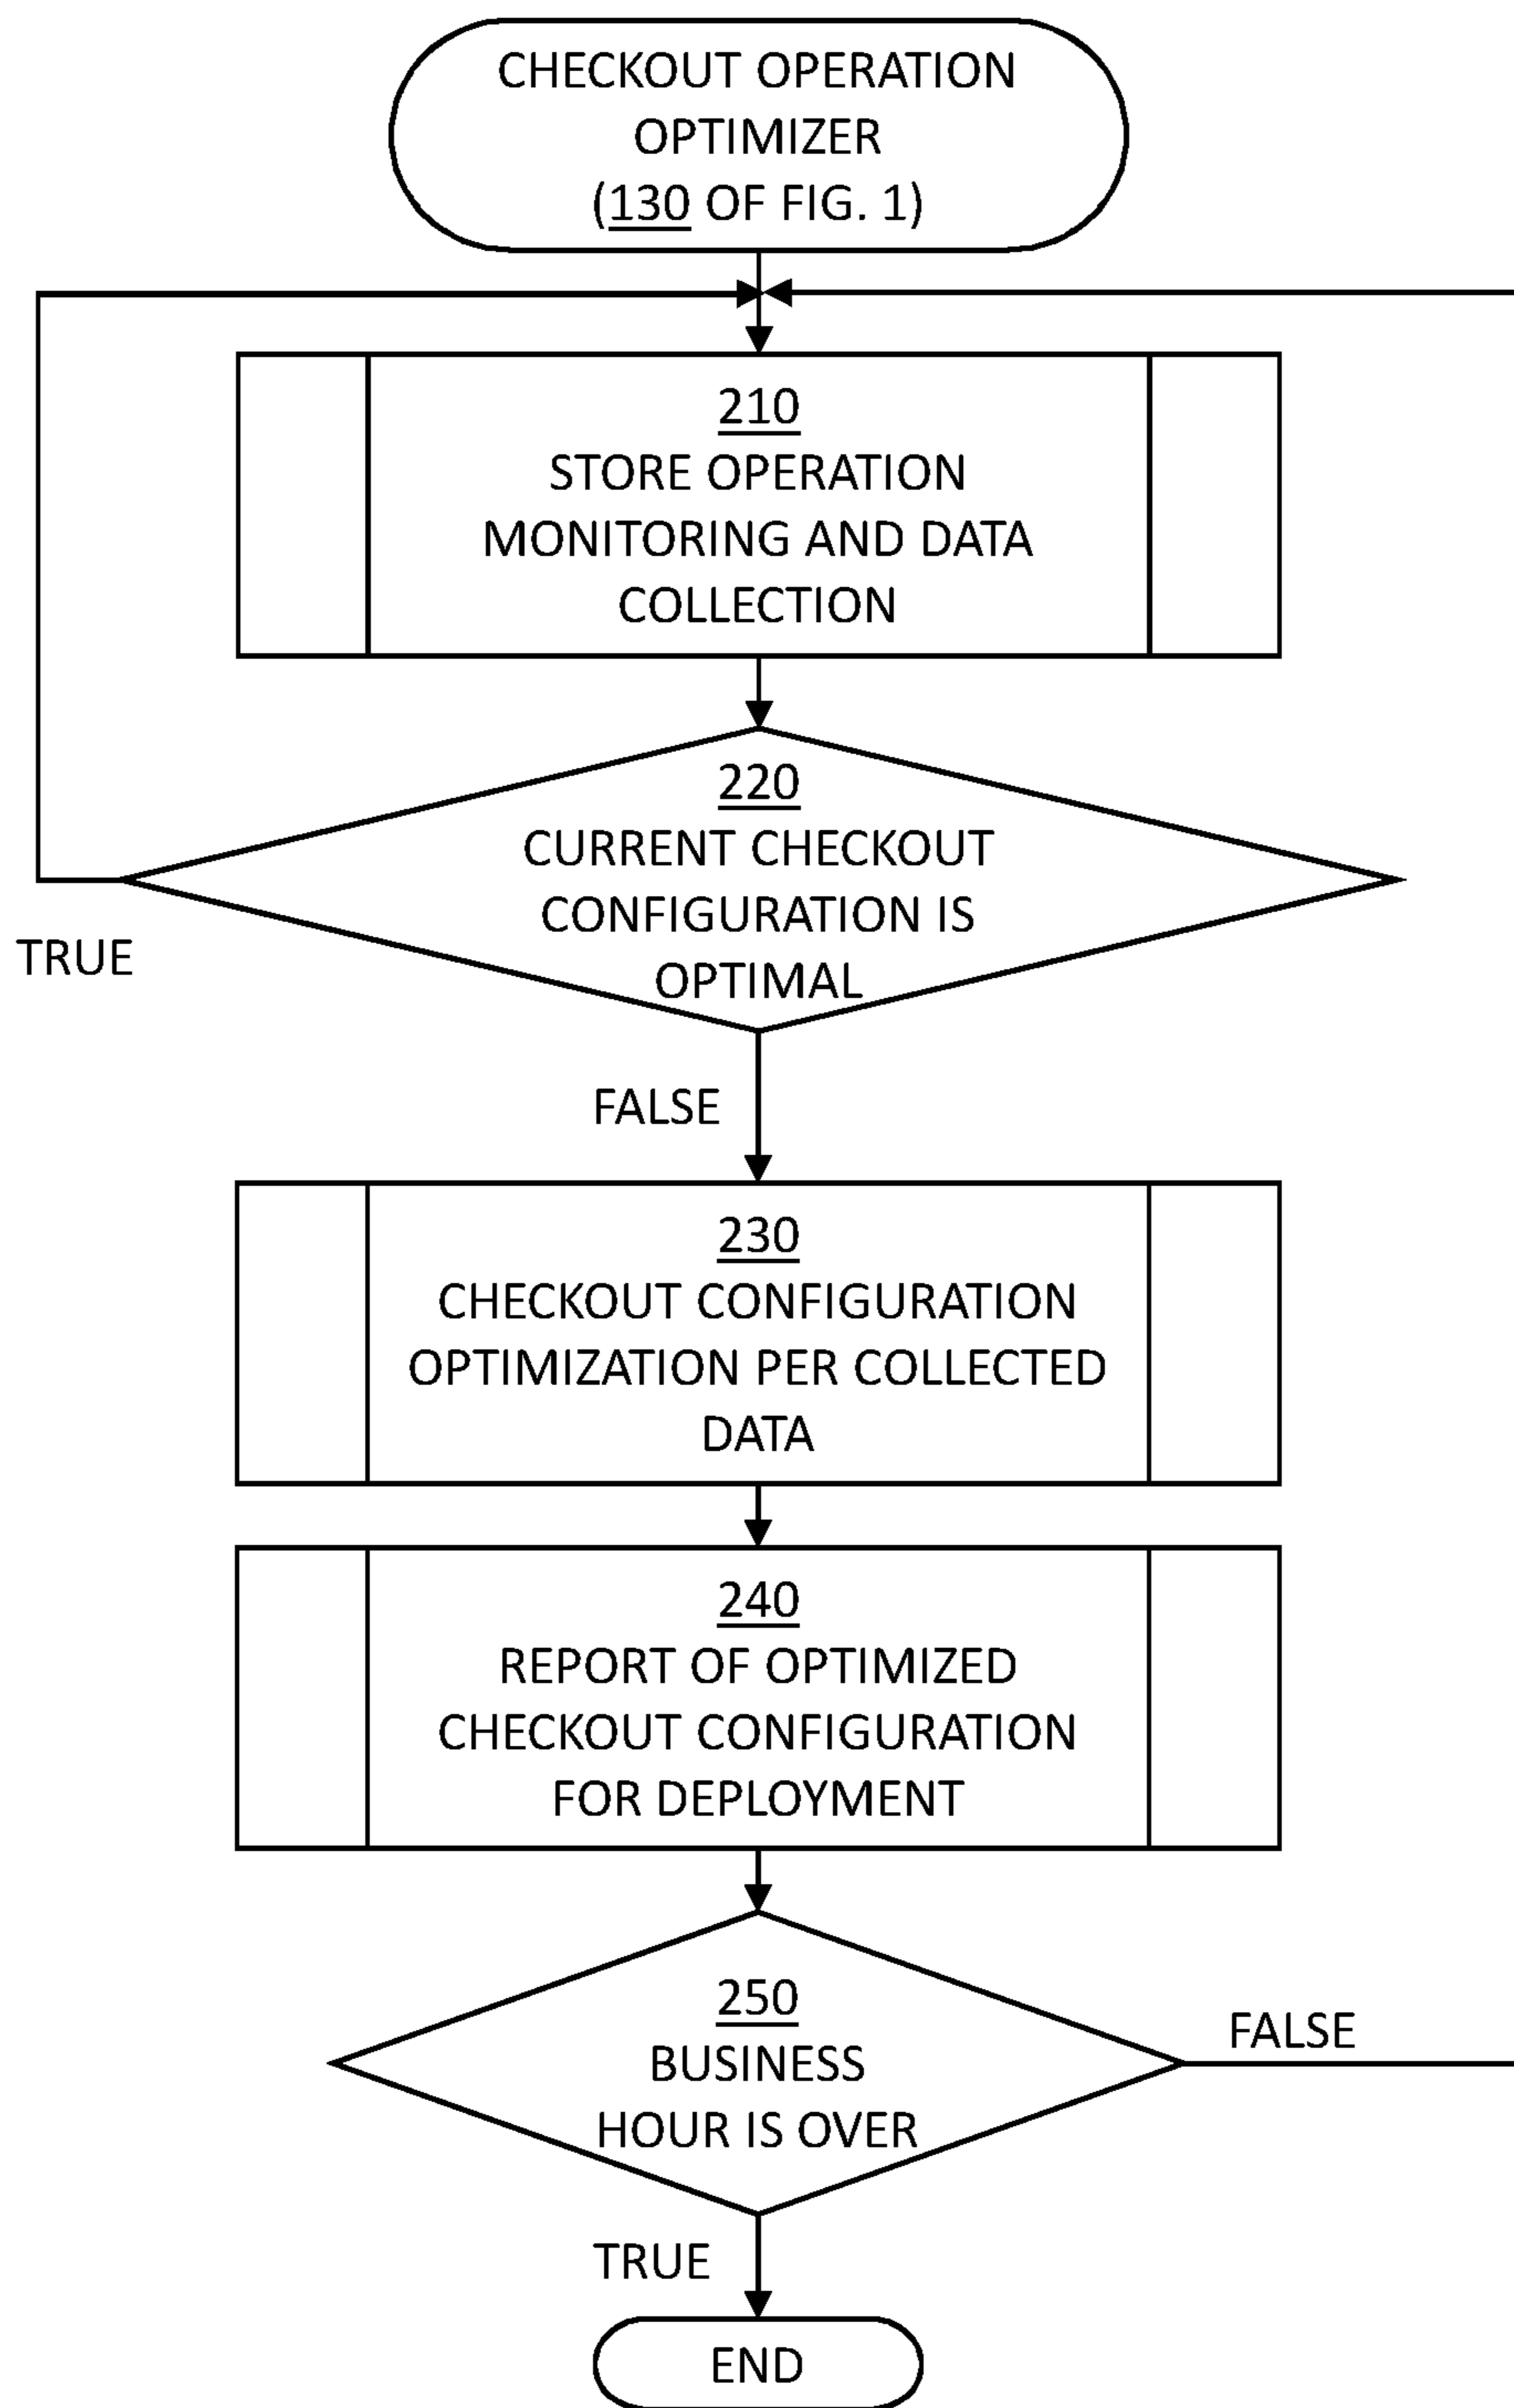 CHECKOUT OPERATION
OPTIMIZER
(130 OF FIG. 1)
210
STORE OPERATION
MONITORING AND DATA
COLLECTION
220
CURRENT CHECKOUT
CONFIGURATION IS
OPTIMAL
TRUE
FALSE
230
CHECKOUT CONFIGURATION
OPTIMIZATION PER COLLECTED
DATA
240
REPORT OF OPTIMIZED
CHECKOUT CONFIGURATION
FOR DEPLOYMENT
250
BUSINESS
HOUR IS OVER
FALSE
TRUE
END